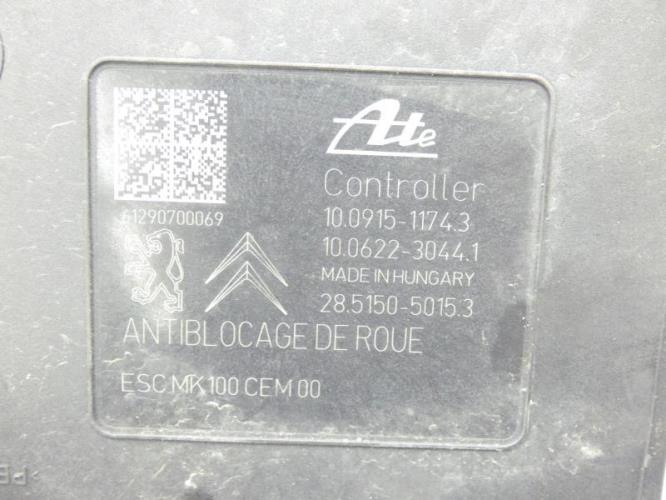 Ate
Controller
61290700069
10.0915-1174.3
10.0622-3044.1
MADE IN HUNGARY
28.5150-5015.3
ANTIBLOCAGE DE ROUE
ESC MK100 CEM 00